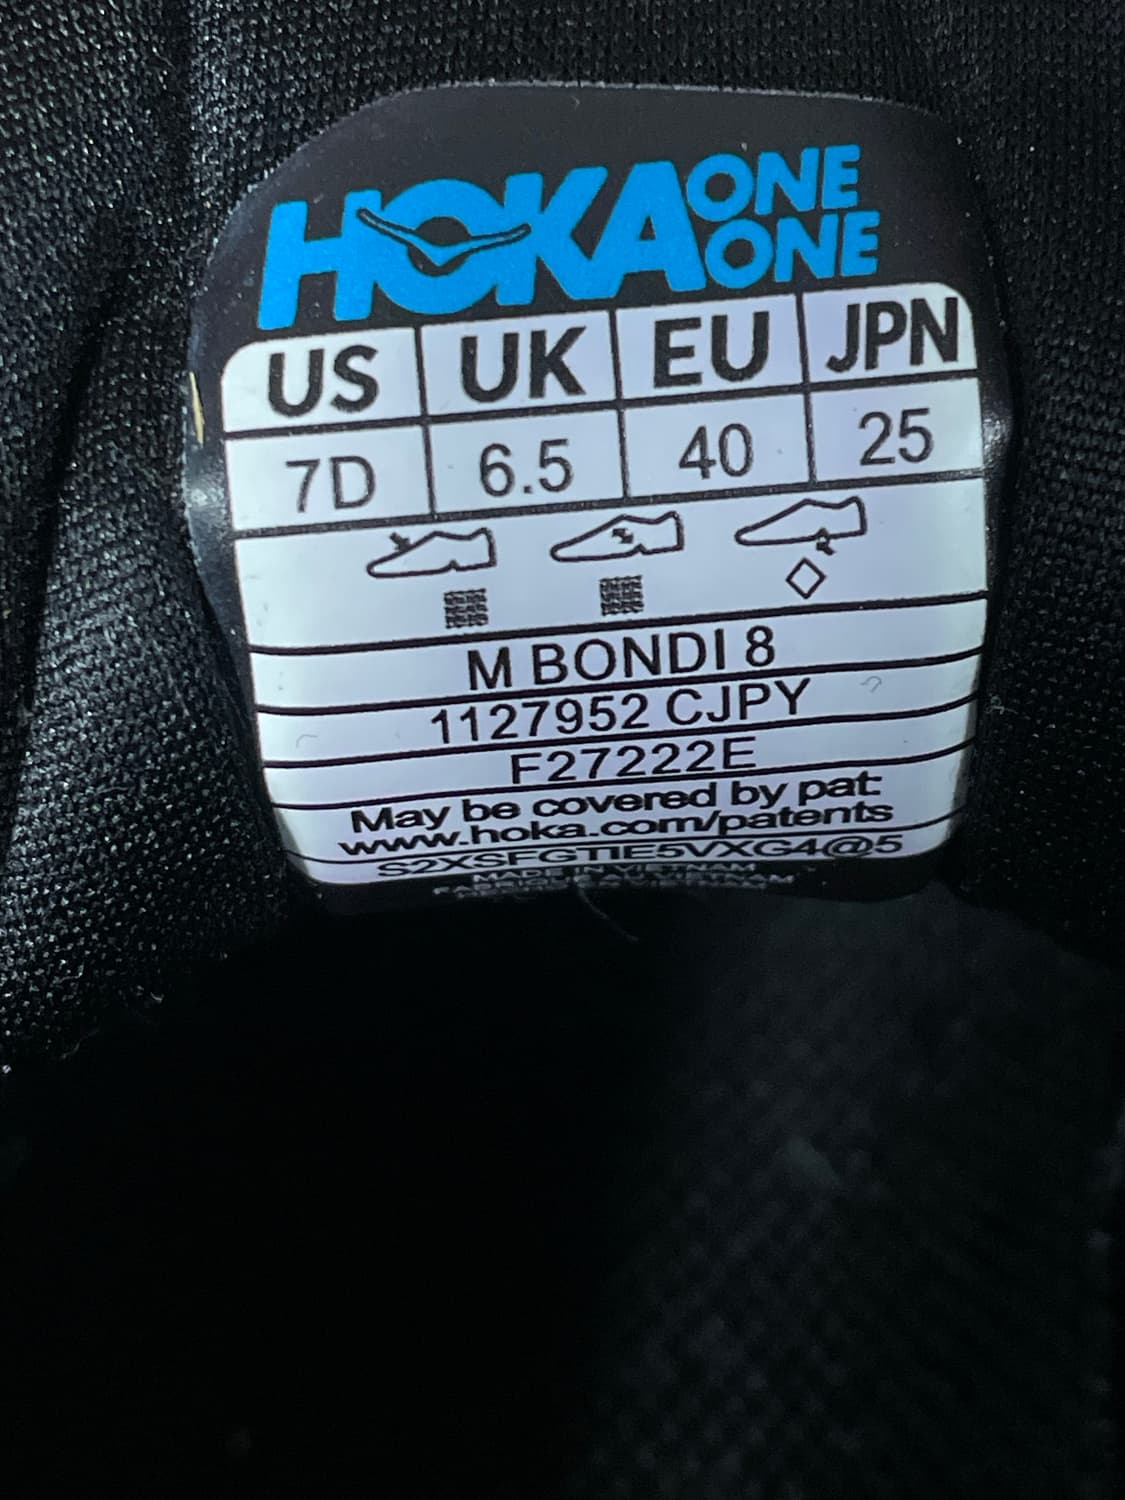 HOKA ONE ONE
US UK EU JPN
7D 6.5 40 25
M BONDI 8
1127952 CJPY
F27222E
May be covered by pat:
www.hoka.com/patents
S2XSFGTIE5VXG4@5
MADE IN VIETNAM